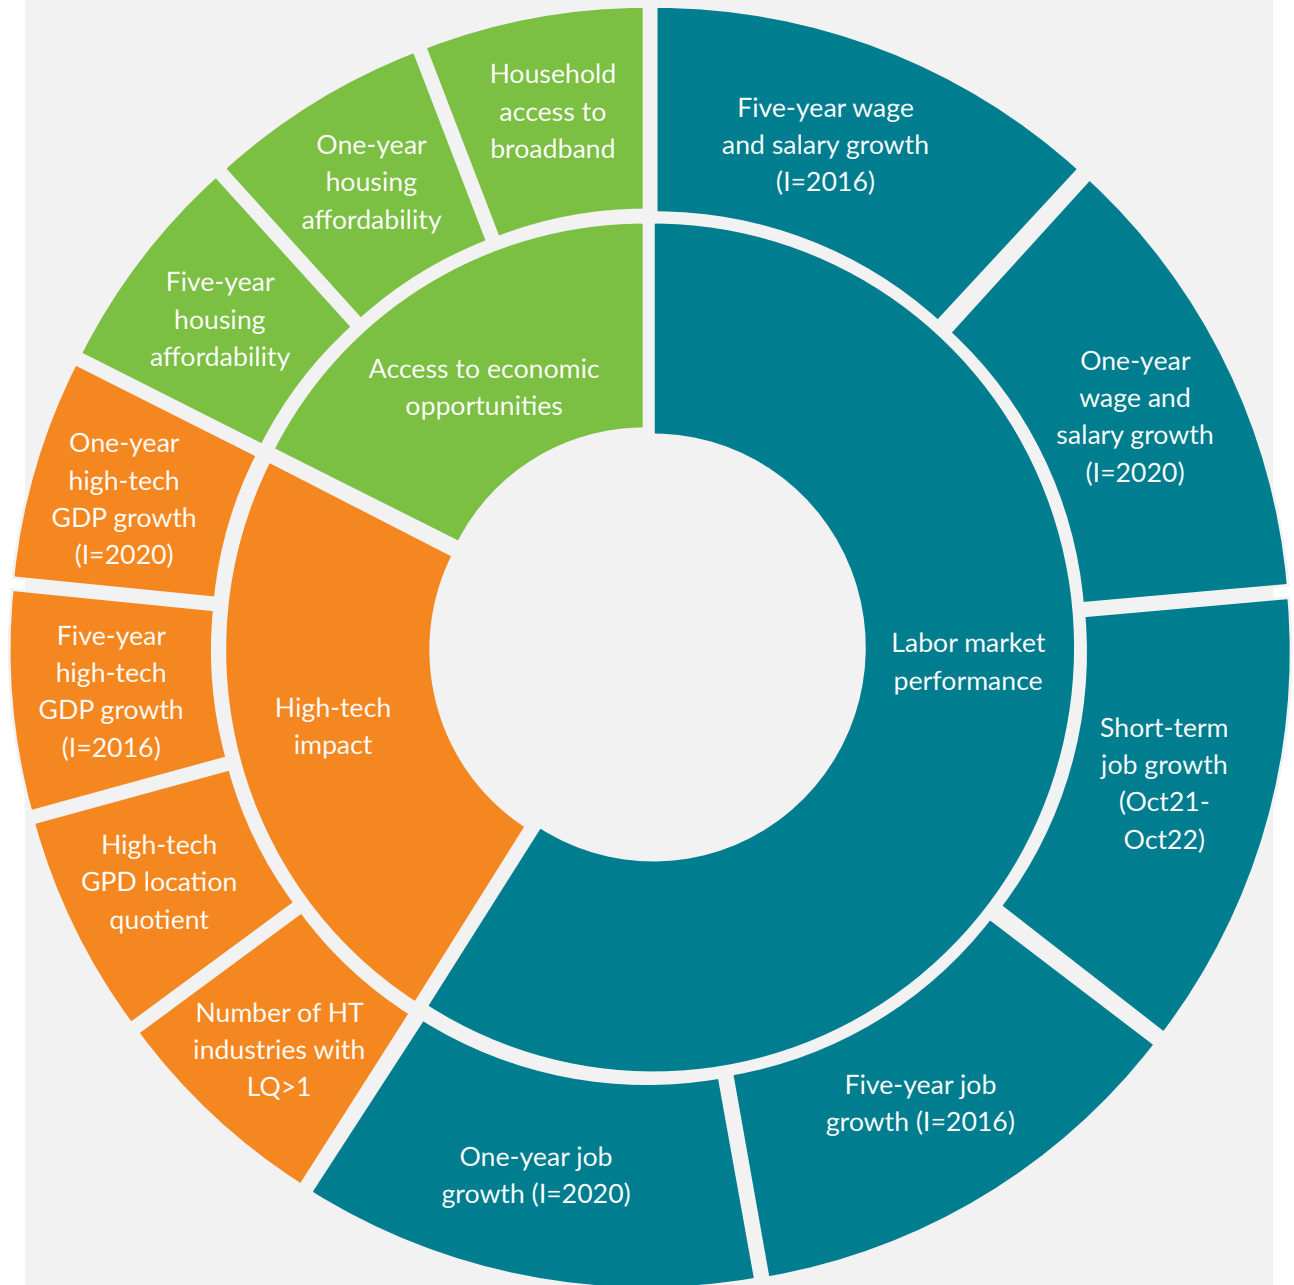 Household
access to
broadband
Five-year wage
and salary growth
(I=2016)
One-year
housing
affordability
Five-year
housing
affordability
Access to economic
opportunities
One-year
wage and
salary growth
(I=2020)
One-year
high-tech
GDP growth
(I=2020)
Five-year
high-tech
GDP growth
(I=2016)
High-tech
impact
Labor market
performance
Short-term
job growth
(Oct21-
Oct22)
High-tech
GPD location
quotient
Number of HT
industries with
LQ>1
Five-year job
growth (I=2016)
One-year job
growth (I=2020)